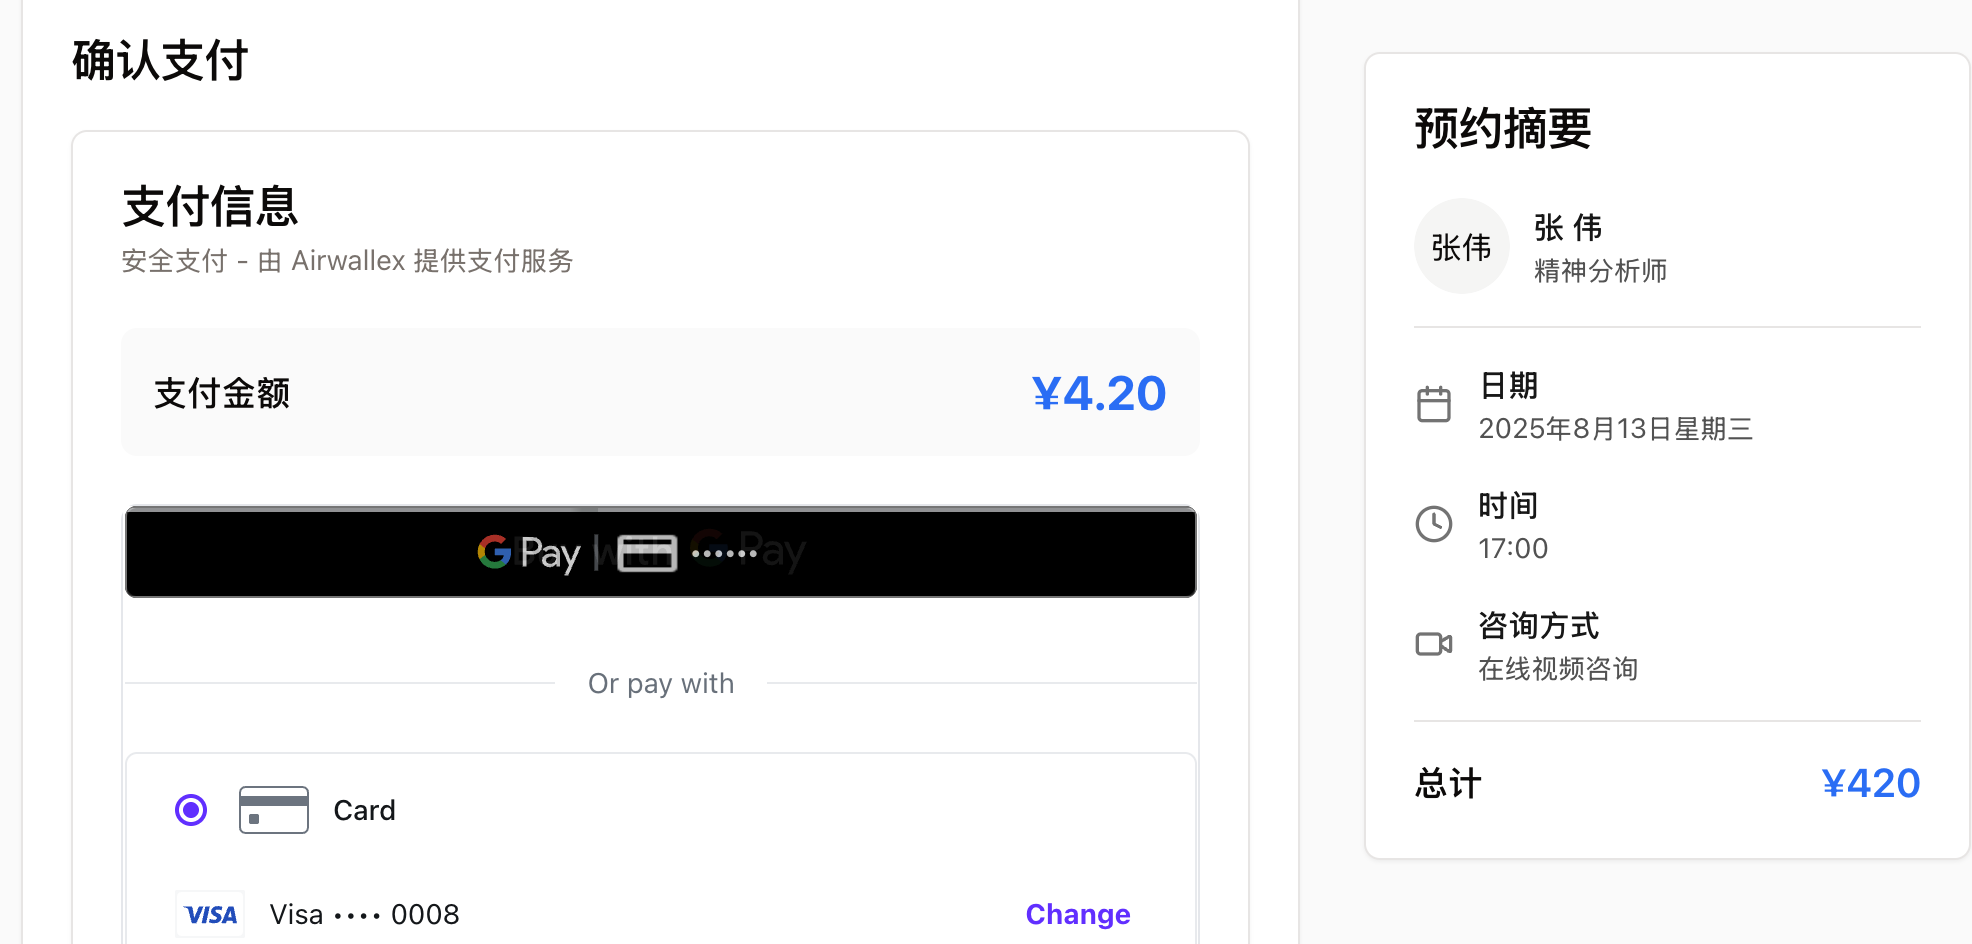 确认支付
支付信息
安全支付 - 由 Airwallex 提供支付服务
支付金额
¥4.20
G Pay | ······
Or pay with
Card
VISA
Visa •••• 0008
Change
预约摘要
张伟
张 伟
精神分析师
日期
2025年8月13日星期三
时间
17:00
咨询方式
在线视频咨询
总计
¥420